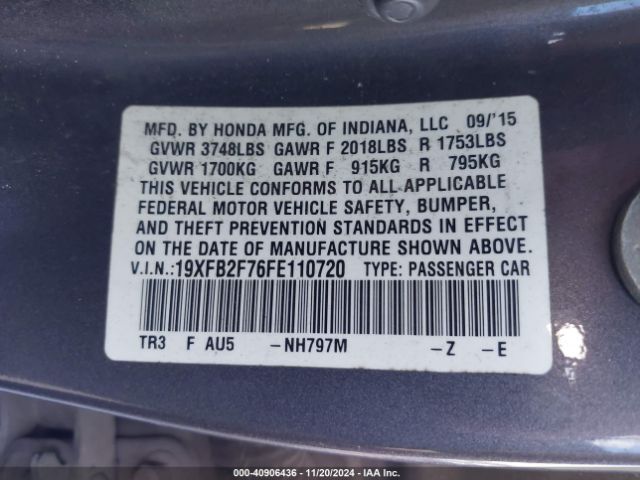 MFD. BY HONDA MFG. OF INDIANA, LLC 09/'15
GVWR 3748LBS GAWR F 2018LBS R 1753LBS
GVWR 1700KG GAWR F 915KG R 795KG
THIS VEHICLE CONFORMS TO ALL APPLICABLE
FEDERAL MOTOR VEHICLE SAFETY, BUMPER,
AND THEFT PREVENTION STANDARDS IN EFFECT
ON THE DATE OF MANUFACTURE SHOWN ABOVE.
V.I.N.:19XFB2F76FE110720 TYPE: PASSENGER CAR
TR3 F AU5 -NH797M -Z -E
000-40906436 - 11/20/2024 - IAA Inc.